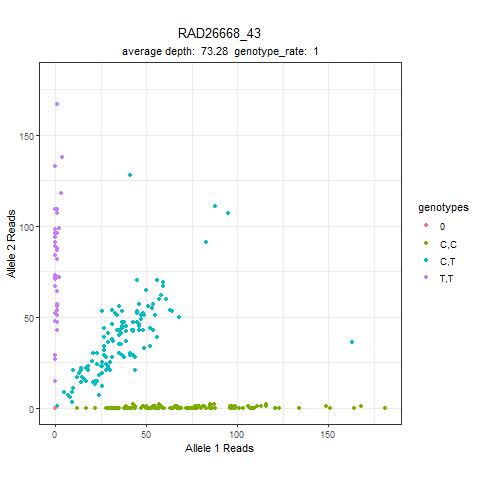 RAD26668_43
average depth:  73.28  genotype_rate:  1
Allele 2 Reads
150
100
50
0
0
50
100
150
Allele 1 Reads
genotypes
0
C,C
C,T
T,T